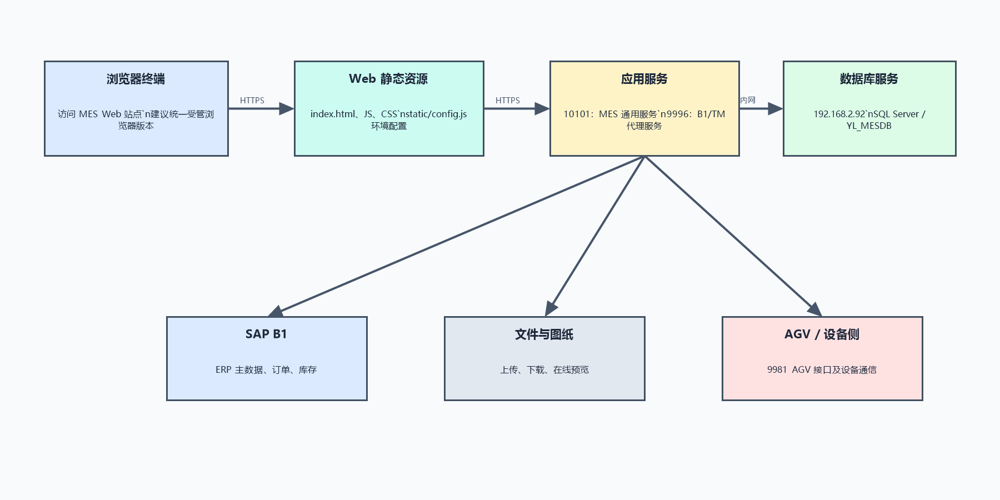 浏览器终端
访问 MES Web 站点`n建议统一受管浏
览器版本
HTTPS
Web 静态资源
index.html、JS、CSS`nstatic/config.js
环境配置
HTTPS
应用服务
10101：MES 通用服务`n9996：B1/TM
代理服务
内网
数据库服务
192.168.2.92`nSQL Server /
YL_MESDB
SAP B1
ERP 主数据、订单、库存
文件与图纸
上传、下载、在线预览
AGV / 设备侧
9981 AGV 接口及设备通信